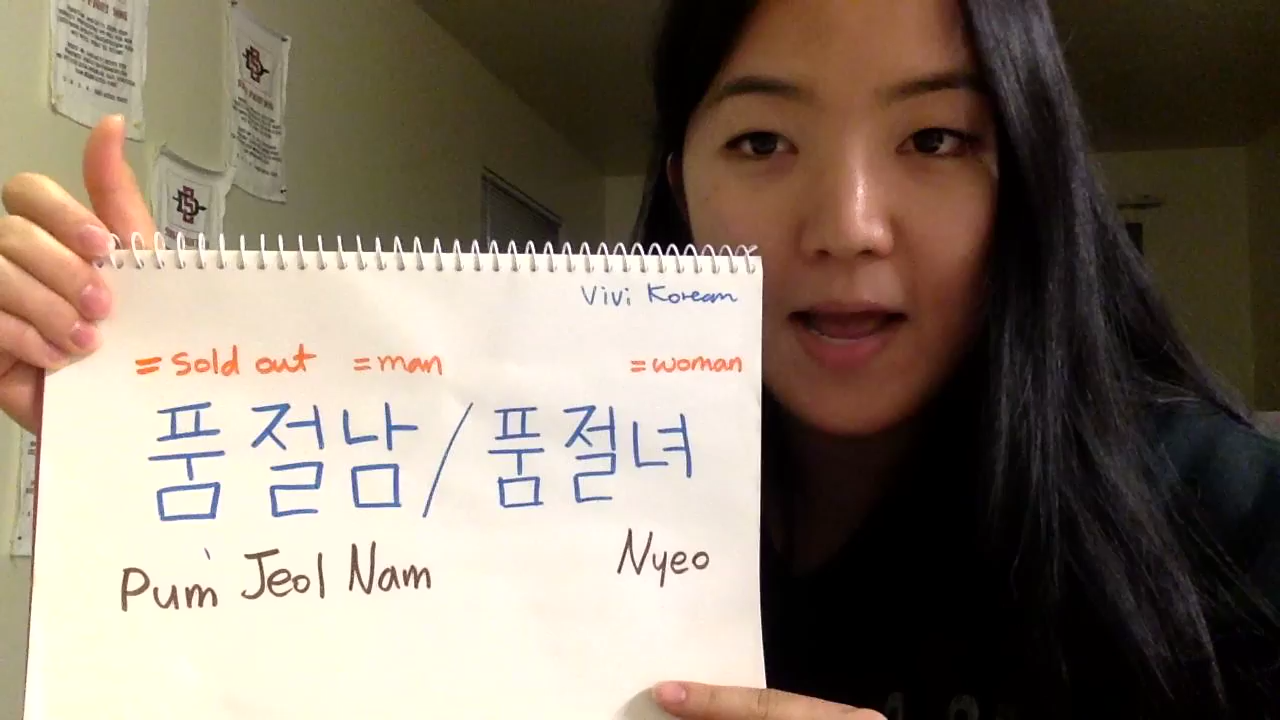 Vivi Korean
= sold out = man = woman
품절남/품절녀
Pum Jeol Nam Nyeo